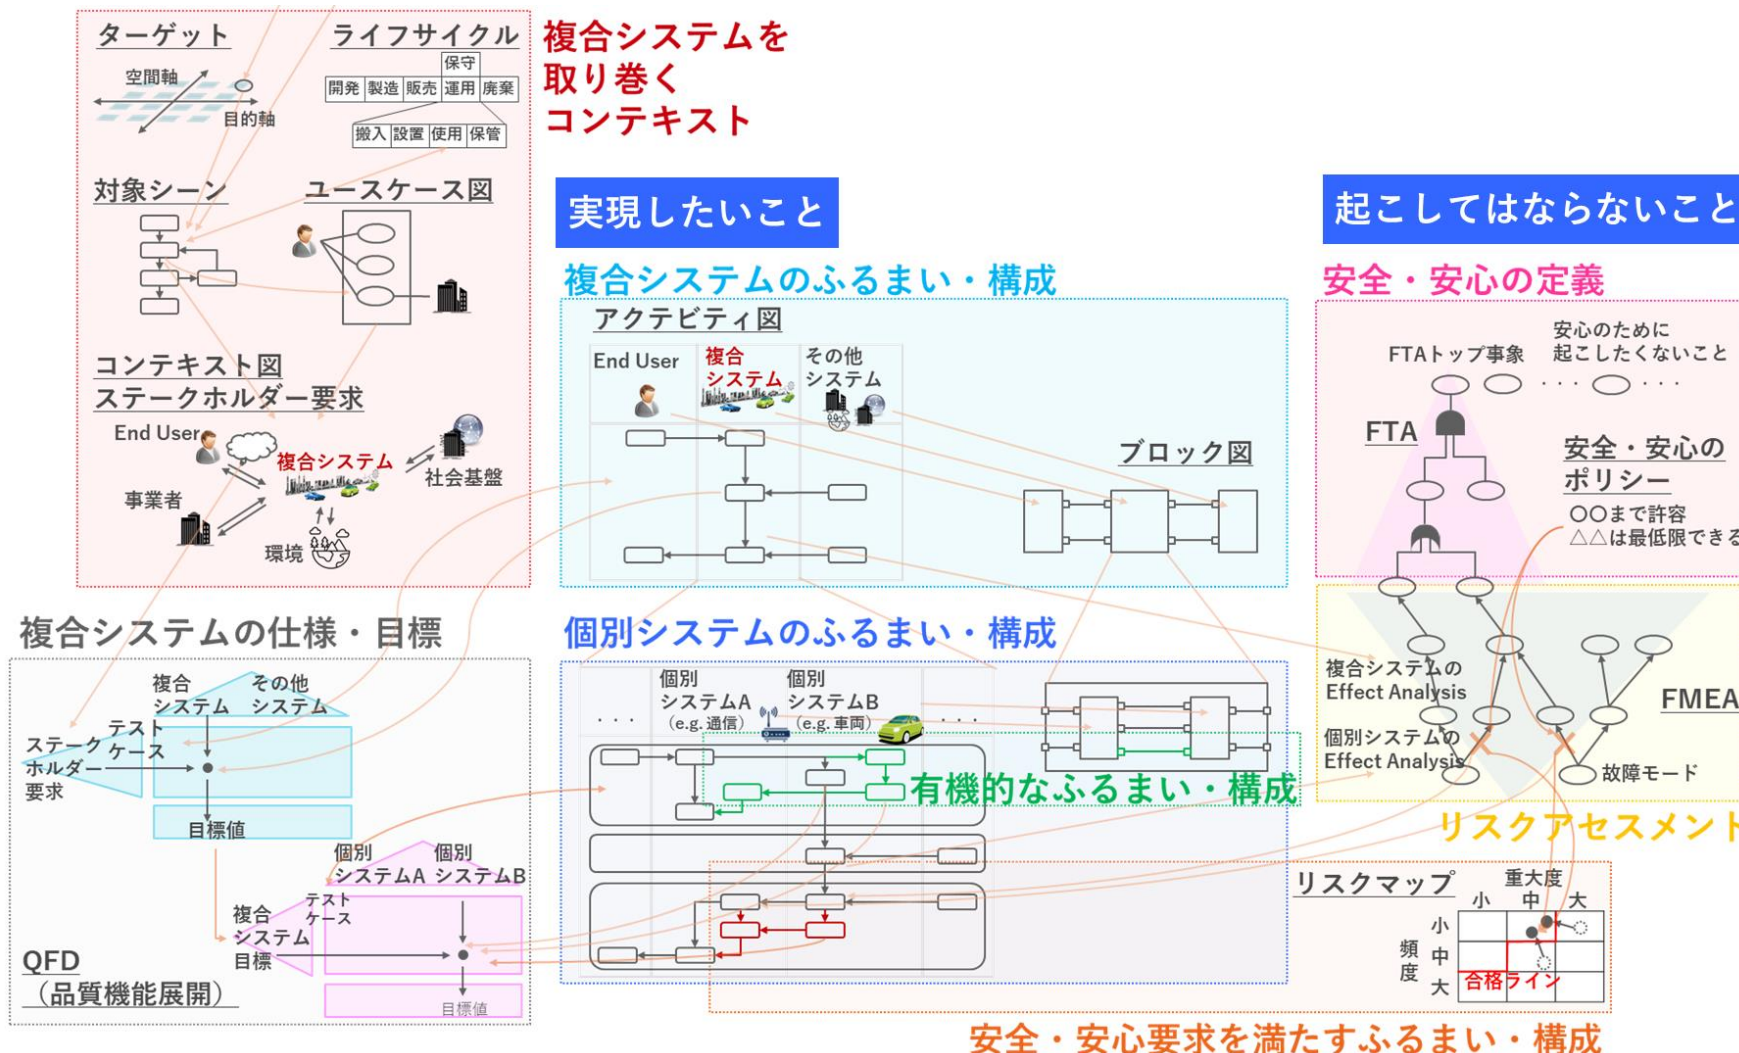 ターゲット
空間軸
目的軸
ライフサイクル
保守
開発 製造 販売 運用 廃棄
搬入 設置 使用 保管
対象シーン
ユースケース図
コンテキスト図
ステークホルダー要求
End User
複合システム
社会基盤
事業者
環境
複合システムを
取り巻く
コンテキスト
実現したいこと
複合システムのふるまい・構成
アクテビティ図
End User
複合
システム
その他
システム
ブロック図
起こしてはならないこと
安全・安心の定義
FTAトップ事象
安心のために
起こしたくないこと
・・・
・・・
FTA
安全・安心の
ポリシー
〇〇まで許容
△△は最低限できる
複合システムの
Effect Analysis
FMEA
個別システムの
Effect Analysis
故障モード
リスクアセスメント
複合システムの仕様・目標
複合
システム
その他
システム
テスト
ケース
ステーク
ホルダー
要求
目標値
個別
システムA
個別
システムB
テスト
ケース
複合
システム
目標
目標値
QFD
（品質機能展開）
個別システムのふるまい・構成
・・・
個別
システムA
（e.g. 通信）
個別
システムB
（e.g. 車両）
・・・
有機的なふるまい・構成
リスクマップ
重大度
小 中 大
頻度
小
中
大
合格ライン
安全・安心要求を満たすふるまい・構成